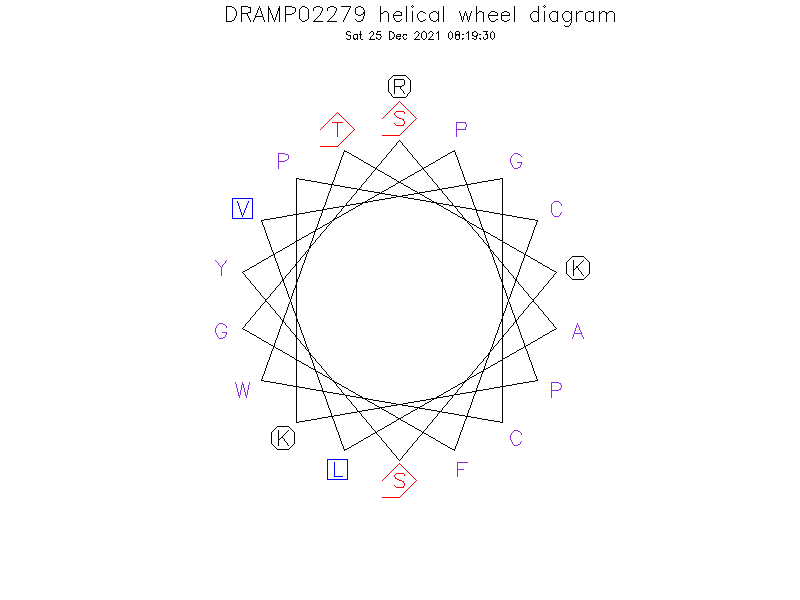 DRAMP02279 helical wheel diagram
Sat 25 Dec 2021 08:19:30
R
T S P
P G
V C
Y K
G A
W P
K C
L S F